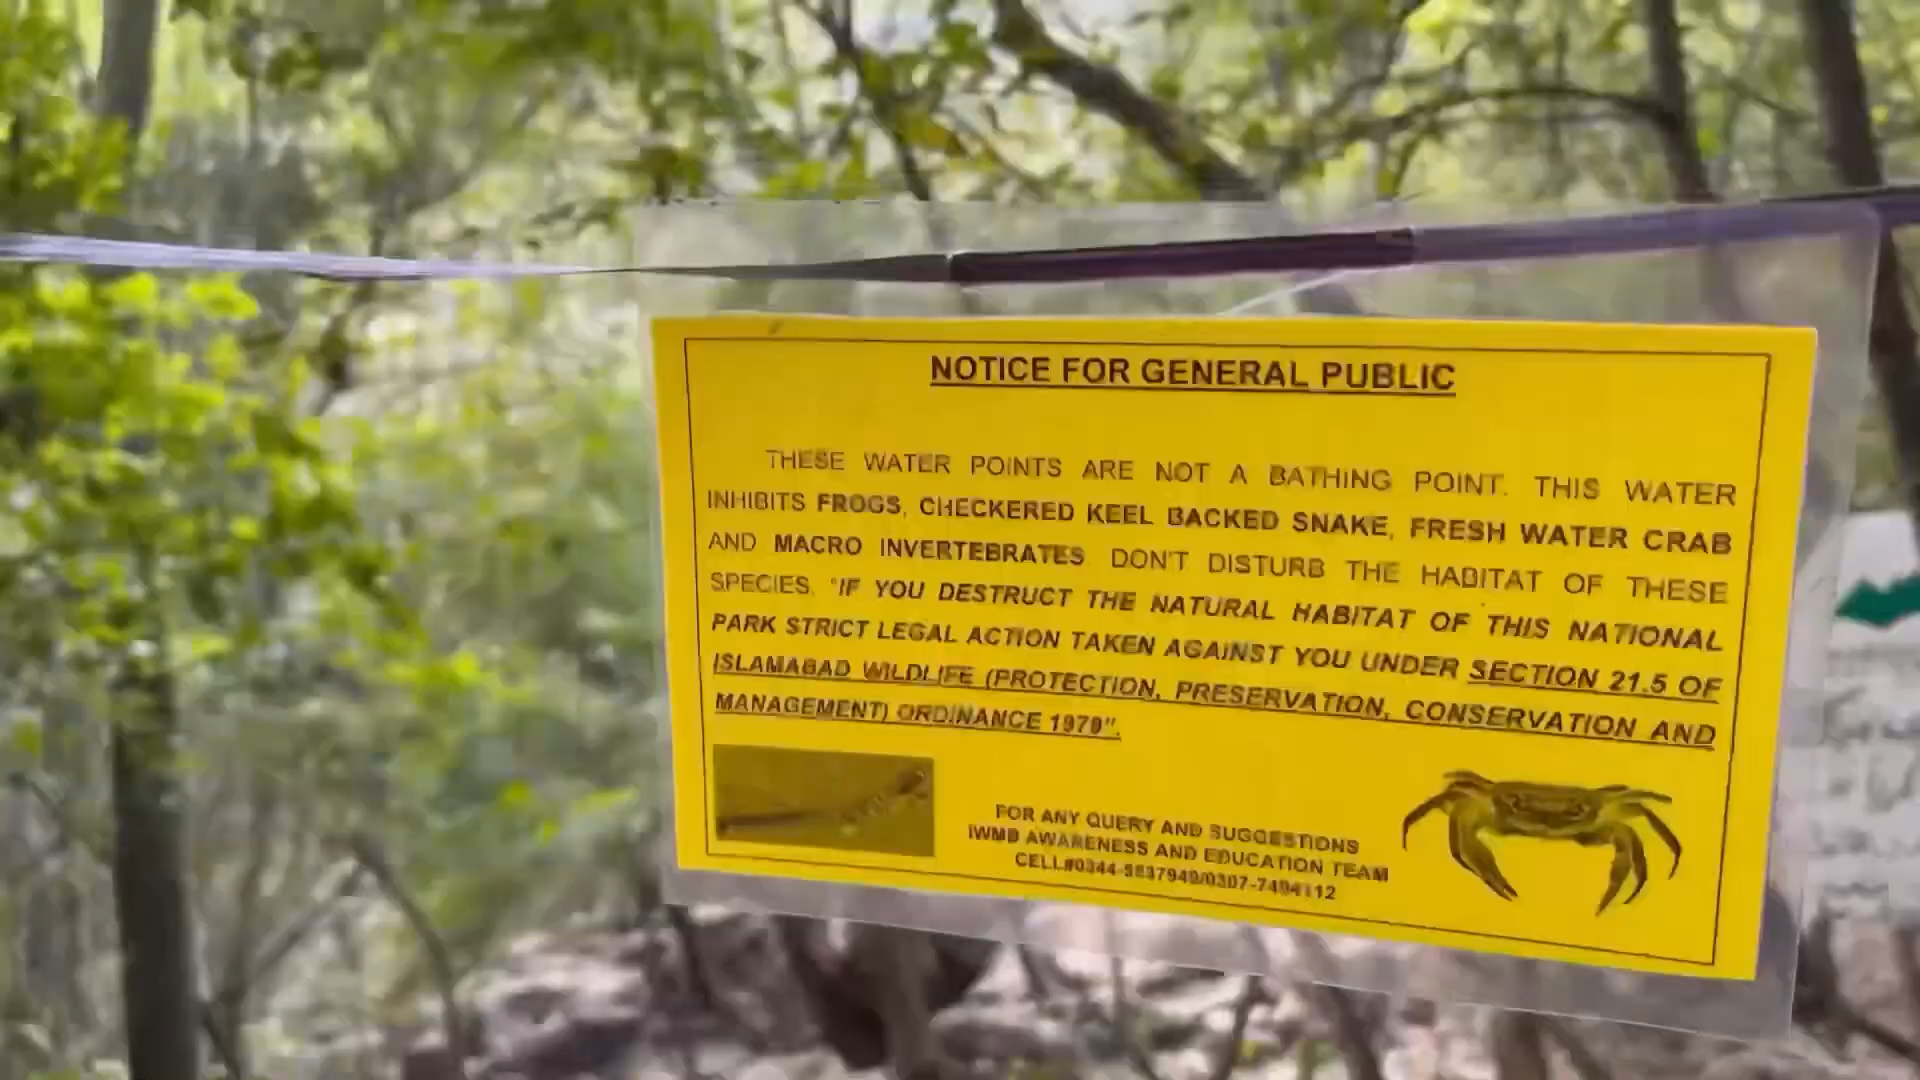 NOTICE FOR GENERAL PUBLIC
THESE WATER POINTS ARE NOT A BATHING POINT. THIS WATER
INHIBITS FROGS, CHECKERED KEEL BACKED SNAKE, FRESH WATER CRAB
AND MACRO INVERTEBRATES DON'T DISTURB THE HABITAT OF THESE
SPECIES. "IF YOU DESTRUCT THE NATURAL HABITAT OF THIS NATIONAL
PARK STRICT LEGAL ACTION TAKEN AGAINST YOU UNDER SECTION 21.5 OF
ISLAMABAD WILDLIFE (PROTECTION, PRESERVATION, CONSERVATION AND
MANAGEMENT) ORDINANCE 1979".
FOR ANY QUERY AND SUGGESTIONS
IWMB AWARENESS AND EDUCATION TEAM